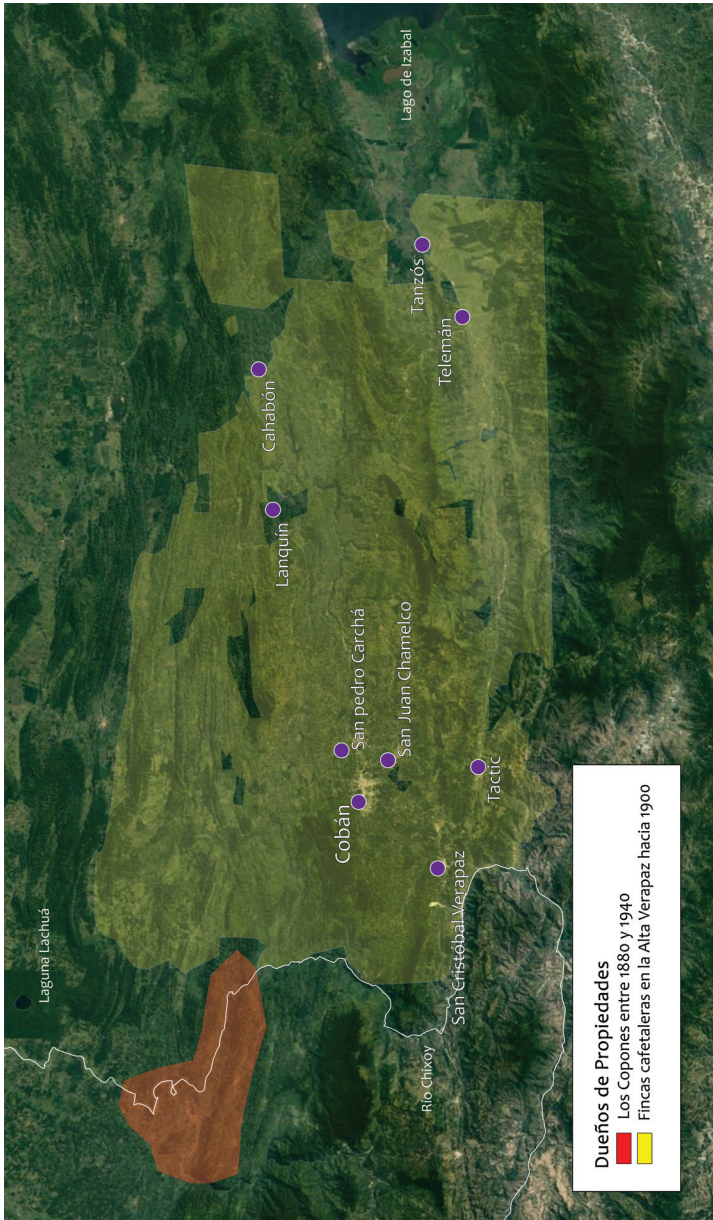 Laguna Lachuá
Lago de Izabal
Cahabón
Lanquín
Tanzós
Telemán
San pedro Carchá
Cobán
San Juan Chamelco
Tactic
San Cristóbal Verapaz
Río Chixoy
Dueños de Propiedades
Los Copones entre 1880 y 1940
Fincas cafetaleras en la Alta Verapaz hacia 1900